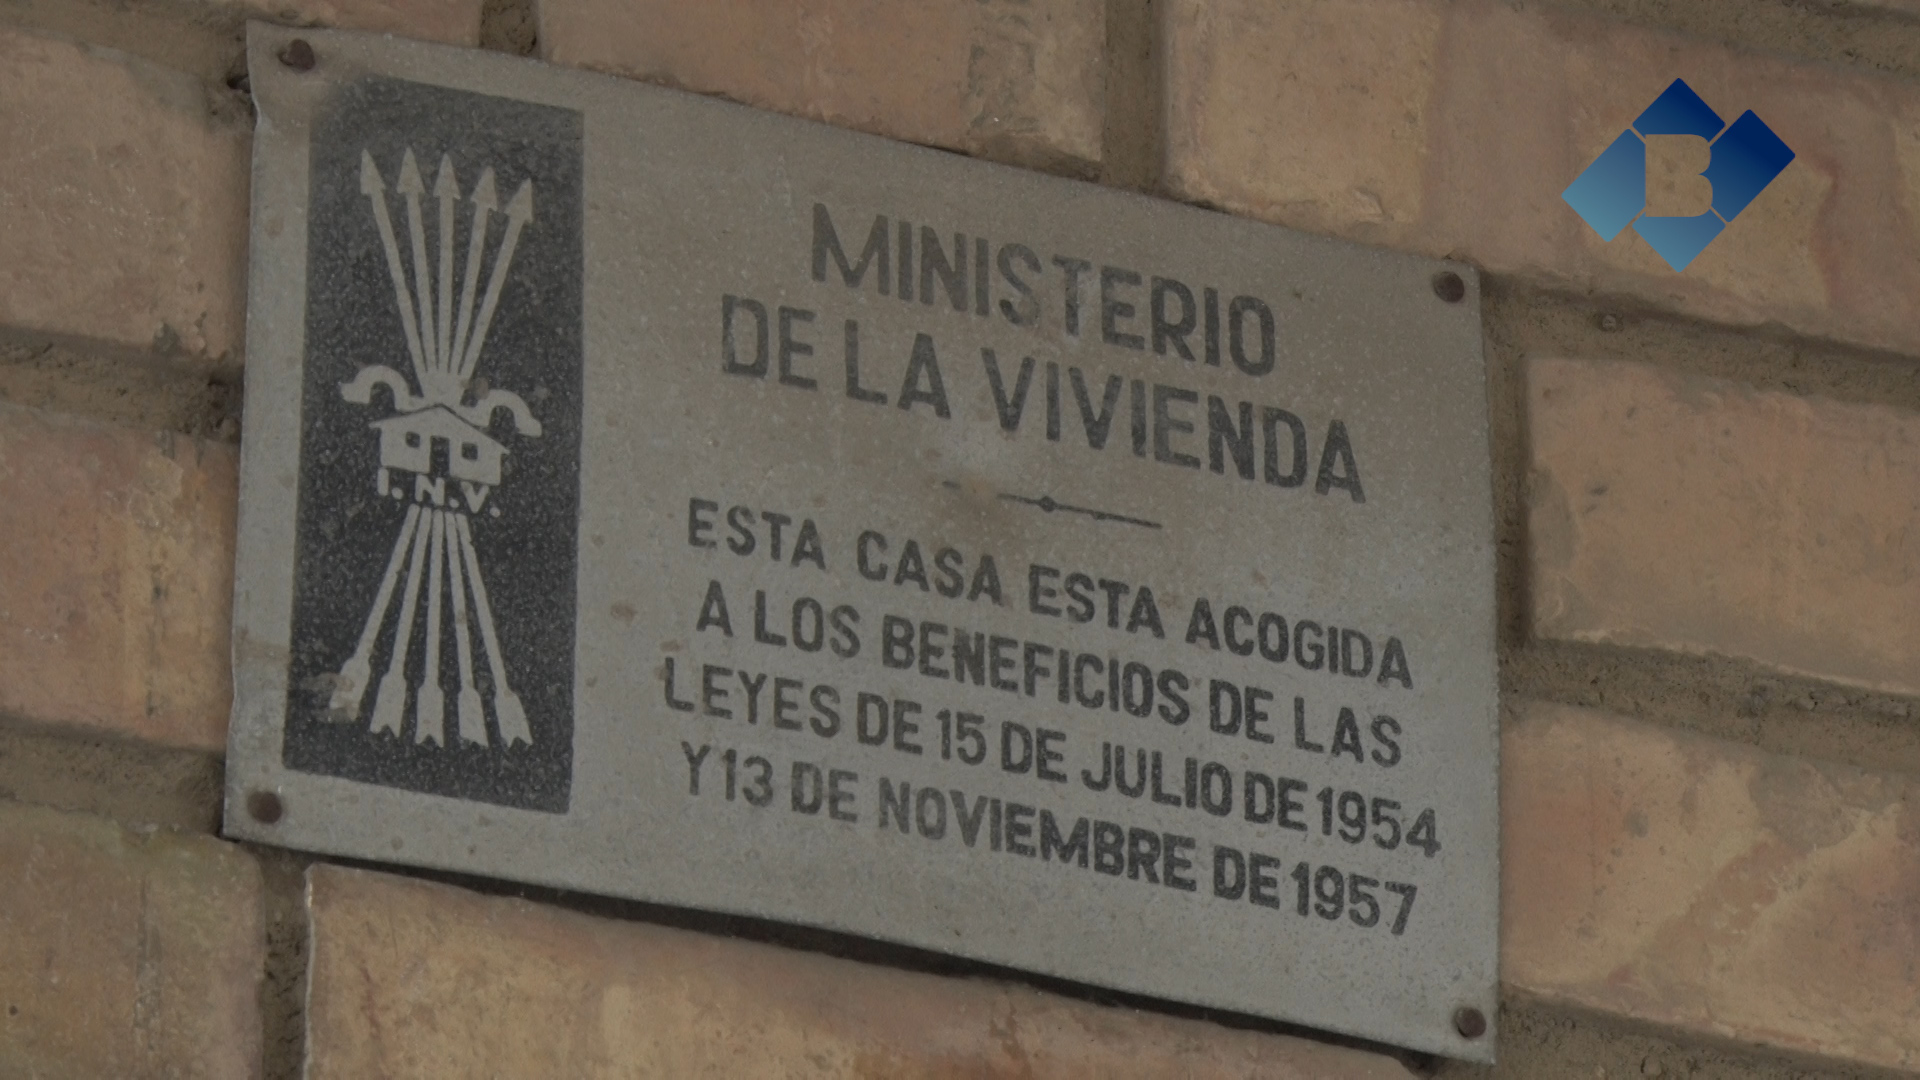 B
I.N.V.
MINISTERIO
DE LA VIVIENDA
ESTA CASA ESTA ACOGIDA
A LOS BENEFICIOS DE LAS
LEYES DE 15 DE JULIO DE 1954
Y 13 DE NOVIEMBRE DE 1957